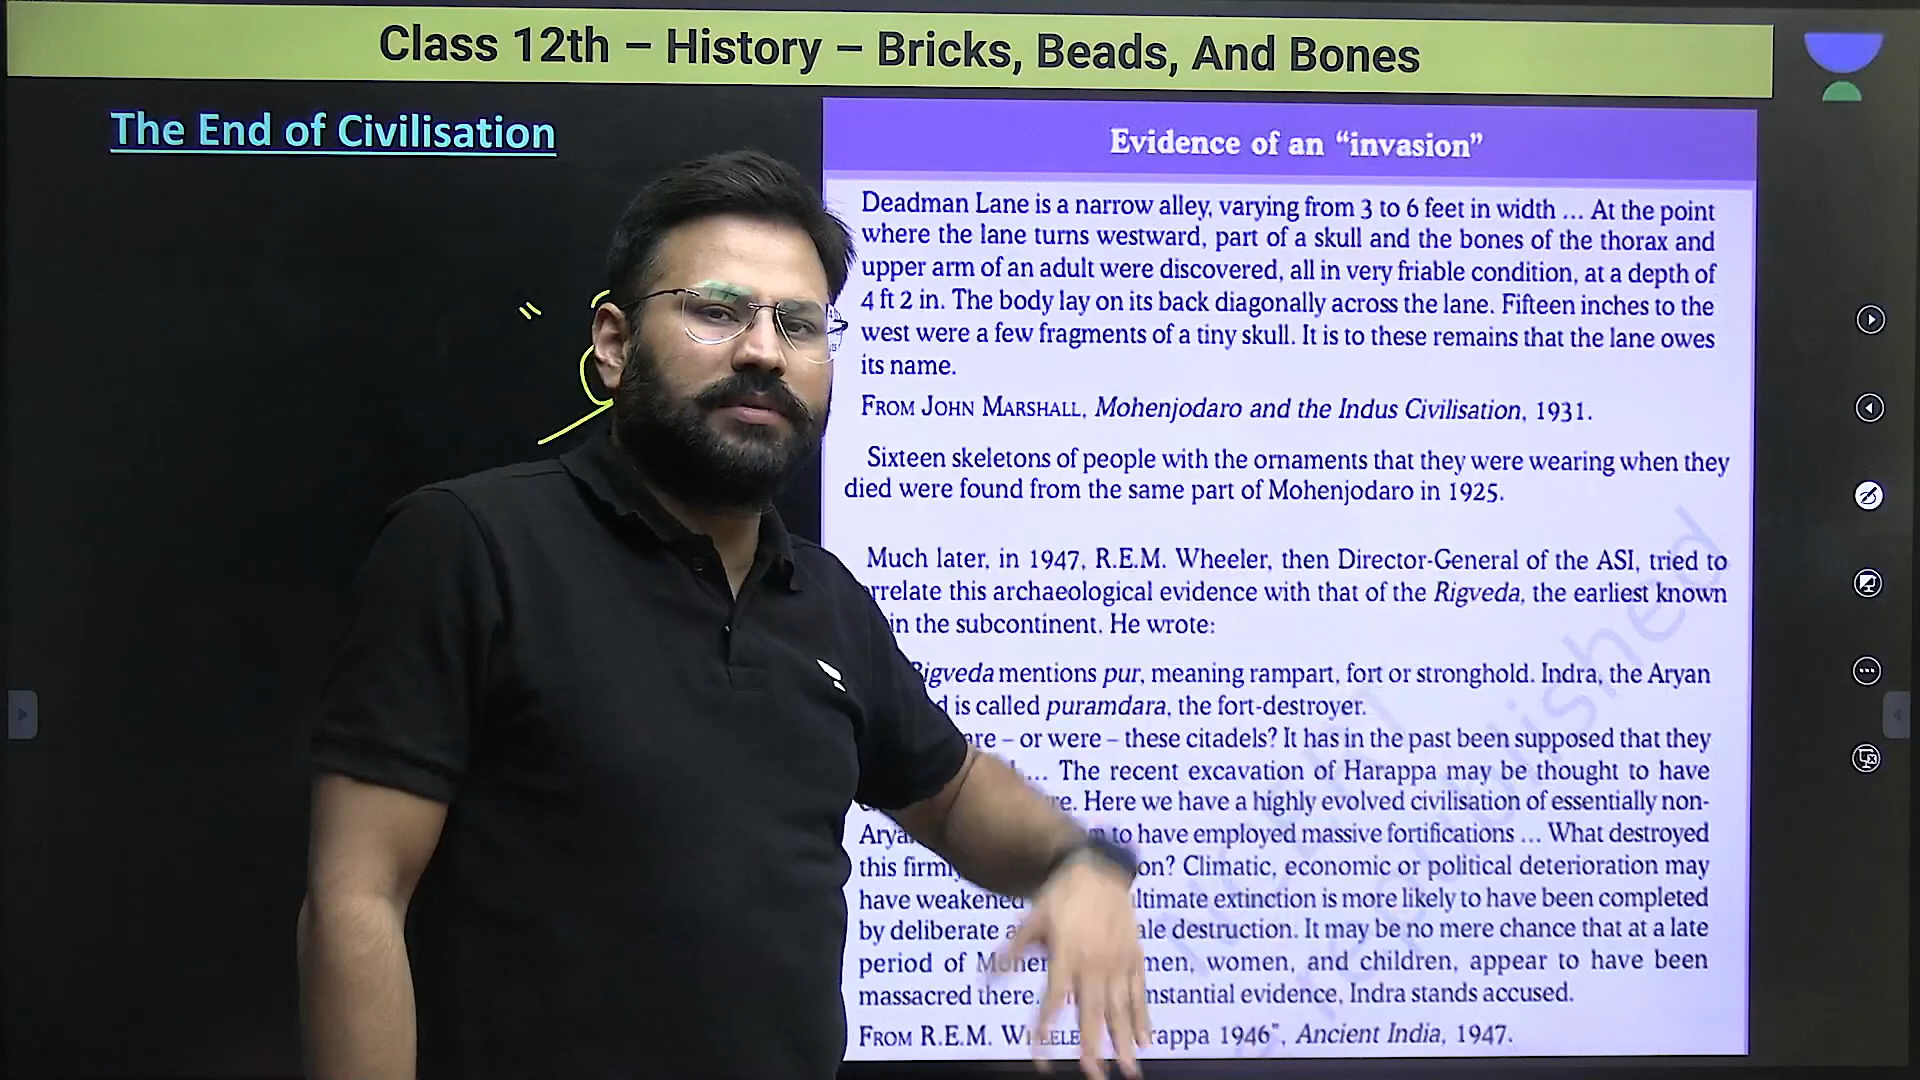 Class 12th – History – Bricks, Beads, And Bones
The End of Civilisation
Evidence of an “invasion”
Deadman Lane is a narrow alley, varying from 3 to 6 feet in width ... At the point
where the lane turns westward, part of a skull and the bones of the thorax and
upper arm of an adult were discovered, all in very friable condition, at a depth of
4 ft 2 in. The body lay on its back diagonally across the lane. Fifteen inches to the
west were a few fragments of a tiny skull. It is to these remains that the lane owes
its name.
FROM JOHN MARSHALL, Mohenjodaro and the Indus Civilisation, 1931.
Sixteen skeletons of people with the ornaments that they were wearing when they
died were found from the same part of Mohenjodaro in 1925.
Much later, in 1947, R.E.M. Wheeler, then Director-General of the ASI, tried to
this archaeological evidence with that of the Rigveda, the earliest known
in the subcontinent. He wrote:
Rigveda mentions pur, meaning rampart, fort or stronghold. Indra, the Aryan
is called puramdara, the fort-destroyer.
are – or were – these citadels? It has in the past been supposed that they
... The recent excavation of Harappa may be thought to have
Here we have a highly evolved civilisation of essentially non-
to have employed massive fortifications ... What destroyed
this Climatic, economic or political deterioration may
have weakened ultimate extinction is more likely to have been completed
by deliberate destruction. It may be no mere chance that at a late
period of men, women, and children, appear to have been
massacred there. evidence, Indra stands accused.
FROM R.E.M. 1946”, Ancient India, 1947.